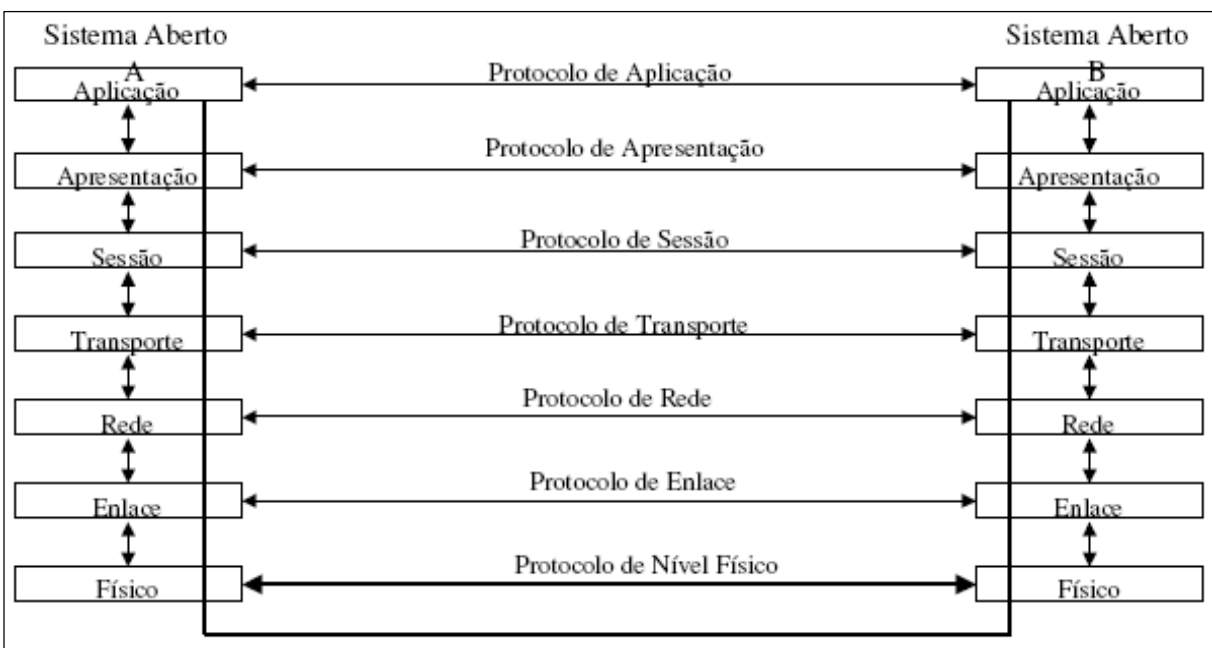 Sistema Aberto
A
Sistema Aberto
B
Aplicação
Protocolo de Aplicação
Aplicação
Apresentação
Protocolo de Apresentação
Apresentação
Sessão
Protocolo de Sessão
Sessão
Transporte
Protocolo de Transporte
Transporte
Rede
Protocolo de Rede
Rede
Enlace
Protocolo de Enlace
Enlace
Físico
Protocolo de Nível Físico
Físico